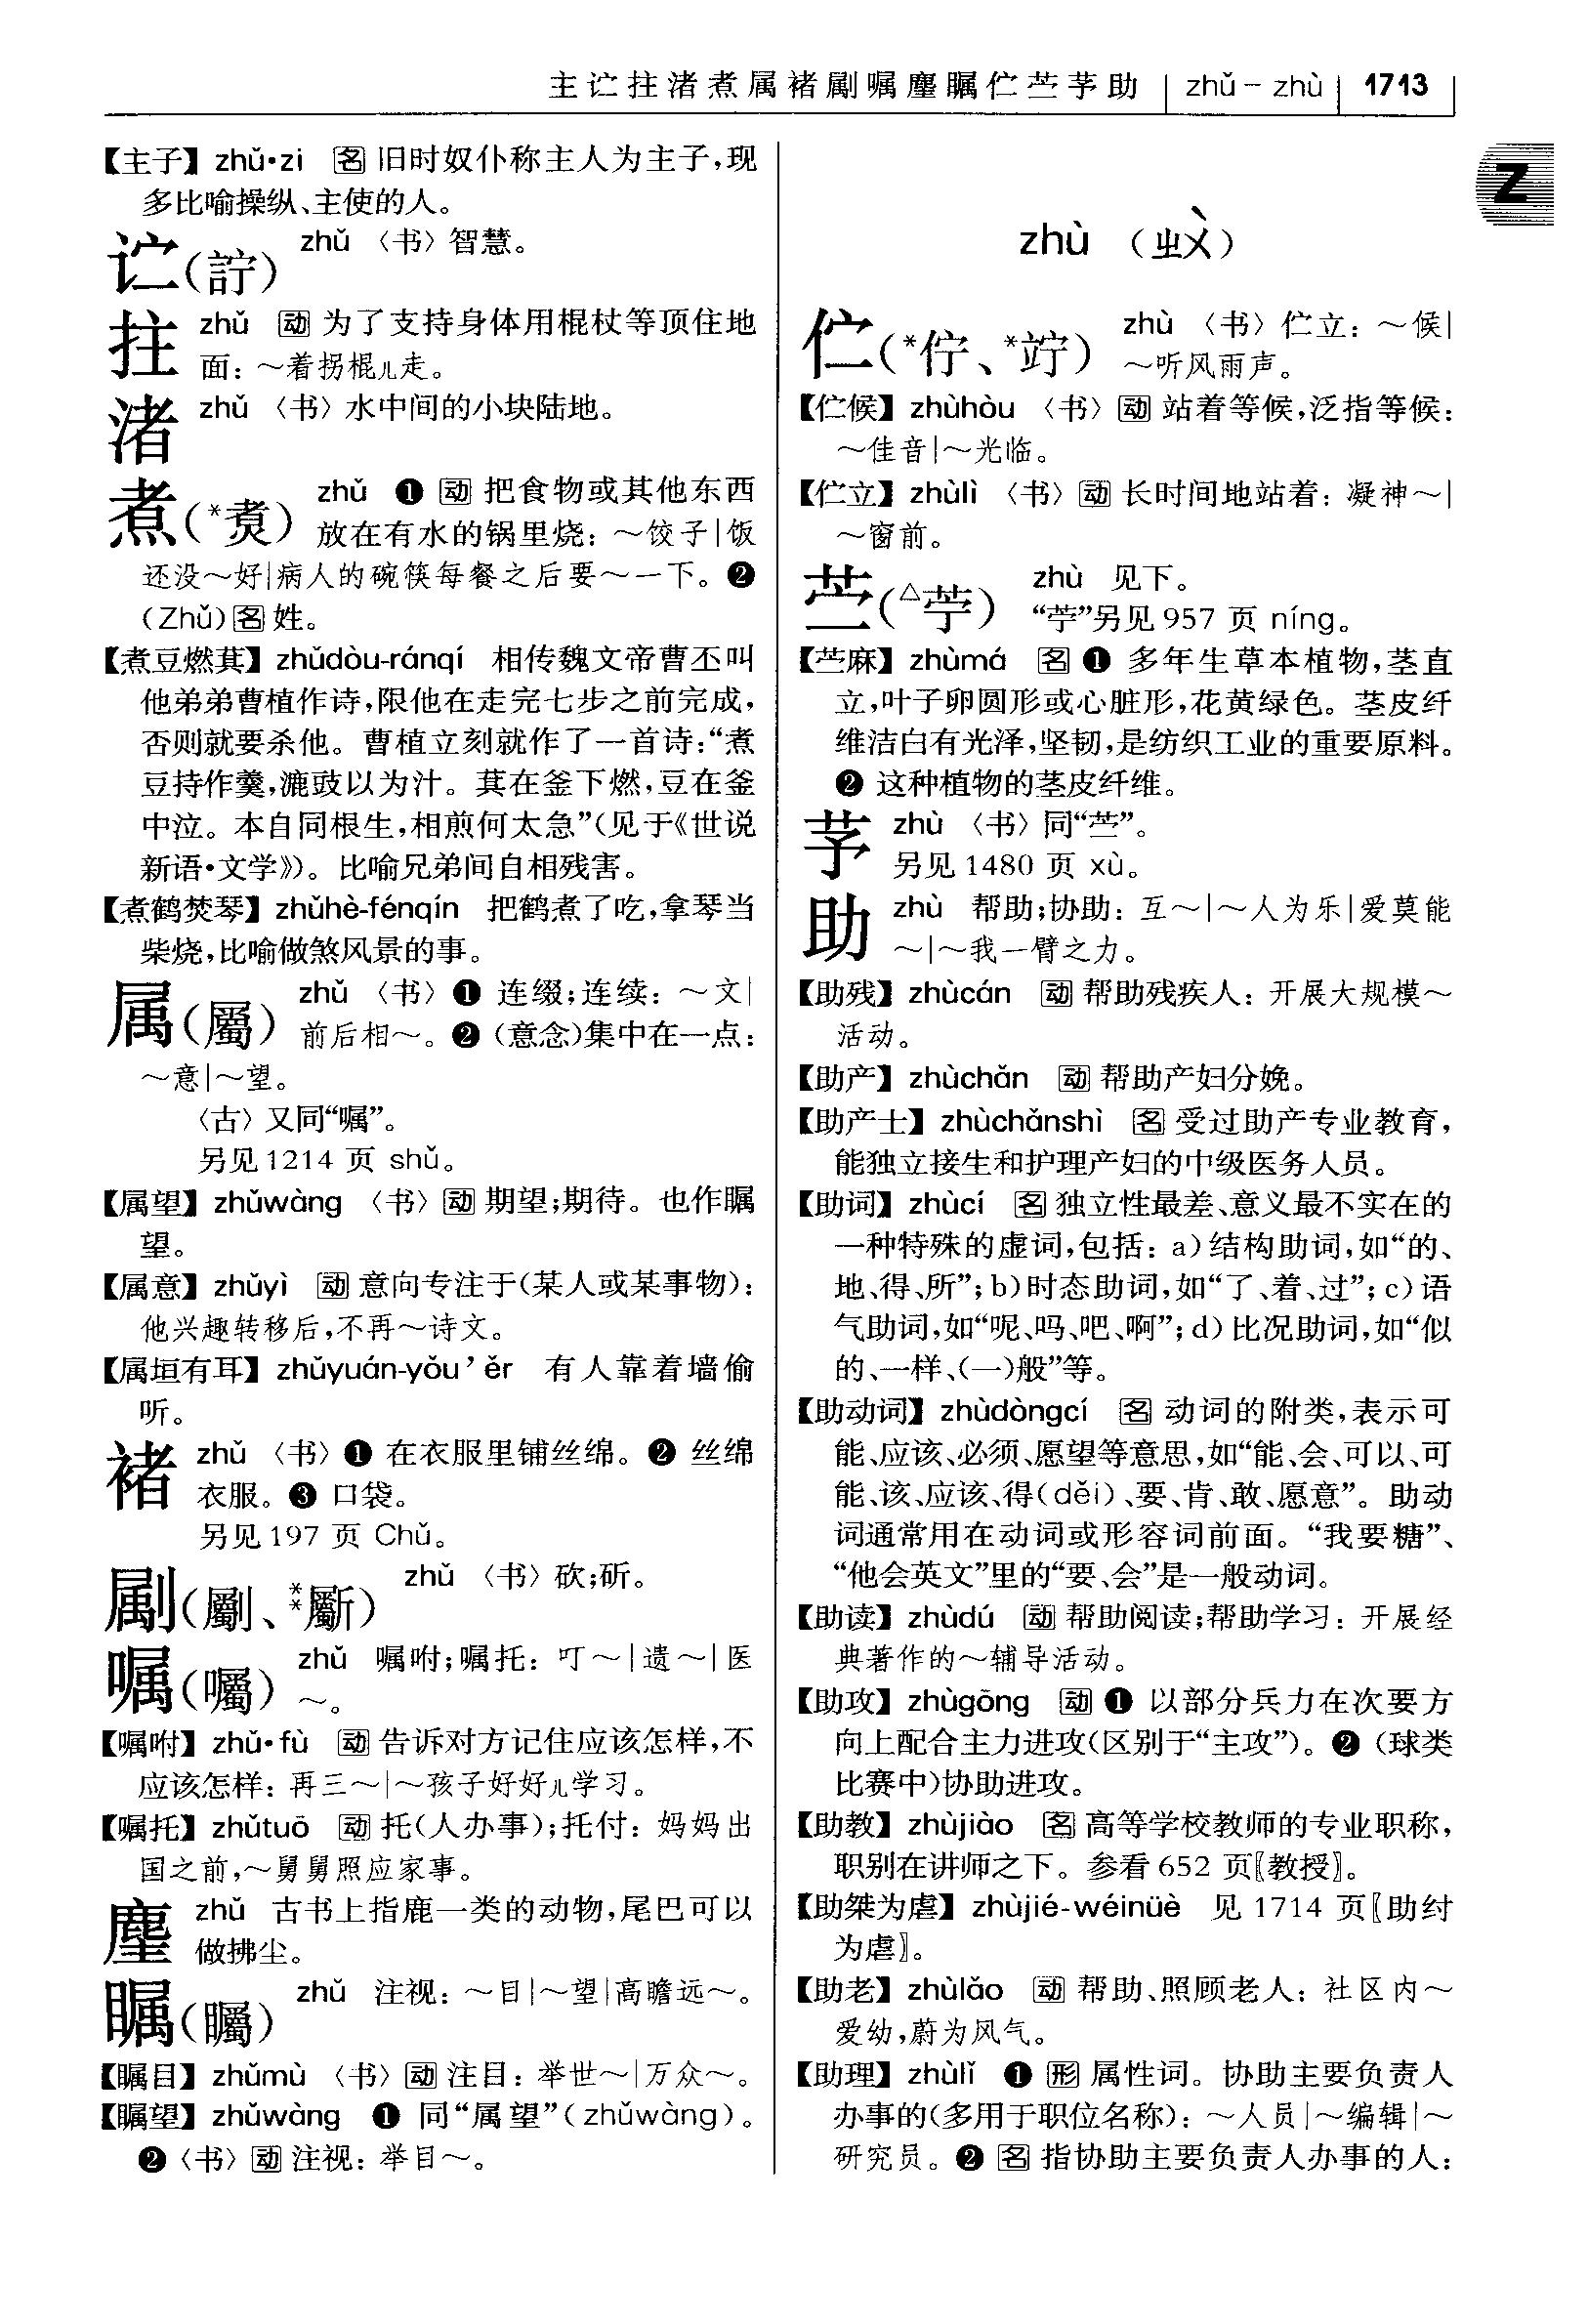 主𬣞拄渚煮属褚劚嘱麈瞩伫苎芧助 zhǔ－zhù 1713
Z
【主子】zhǔ·zi 名 旧时奴仆称主人为主子，现
多比喻操纵、主使的人。
𬣞（詝） zhǔ 〈书〉智慧。
拄 zhǔ 动 为了支持身体用棍杖等顶住地
面：～着拐棍儿走。
渚 zhǔ 〈书〉水中间的小块陆地。
煮（*煑） zhǔ ❶ 动 把食物或其他东西
放在有水的锅里烧：～饺子|饭
还没～好|病人的碗筷每餐之后要～一下。❷
（Zhǔ）名 姓。
【煮豆燃萁】zhǔdòu-ránqí 相传魏文帝曹丕叫
他弟弟曹植作诗，限他在走完七步之前完成，
否则就要杀他。曹植立刻就作了一首诗：“煮
豆持作羹，漉豉以为汁。萁在釜下燃，豆在釜
中泣。本自同根生，相煎何太急”（见于《世说
新语·文学》）。比喻兄弟间自相残害。
【煮鹤焚琴】zhǔhè-fénqín 把鹤煮了吃，拿琴当
柴烧，比喻做煞风景的事。
属（屬） zhǔ 〈书〉❶ 连缀；连续：～文|
前后相～。❷（意念）集中在一点：
～意|～望。
〈古〉又同“嘱”。
另见1214 页 shǔ。
【属望】zhǔwàng 〈书〉动 期望；期待。也作瞩
望。
【属意】zhǔyì 动 意向专注于（某人或某事物）：
他兴趣转移后，不再～诗文。
【属垣有耳】zhǔyuán-yǒu’ěr 有人靠着墙偷
听。
褚 zhǔ 〈书〉❶ 在衣服里铺丝绵。❷ 丝绵
衣服。❸ 口袋。
另见197 页 Chǔ。
劚（劚、**斸） zhǔ 〈书〉砍；斫。
嘱（囑） zhǔ 嘱咐；嘱托：叮～|遗～|医
～。
【嘱咐】zhǔ·fù 动 告诉对方记住应该怎样，不
应该怎样：再三～|～孩子好好儿学习。
【嘱托】zhǔtuō 动 托（人办事）；托付：妈妈出
国之前，～舅舅照应家事。
麈 zhǔ 古书上指鹿一类的动物，尾巴可以
做拂尘。
瞩（矚） zhǔ 注视：～目|～望|高瞻远～。
【瞩目】zhǔmù 〈书〉动 注目：举世～|万众～。
【瞩望】zhǔwàng ❶ 同“属望”（zhǔwàng）。
❷〈书〉动 注视：举目～。
zhù （ㄓㄨˋ）
伫（*佇、*竚） zhù 〈书〉伫立：～候|
～听风雨声。
【伫候】zhùhòu 〈书〉动 站着等候，泛指等候：
～佳音|～光临。
【伫立】zhùlì 〈书〉动 长时间地站着：凝神～|
～窗前。
苎（△苧） zhù 见下。
“苧”另见957 页 níng。
【苎麻】zhùmá 名 ❶ 多年生草本植物，茎直
立，叶子卵圆形或心脏形，花黄绿色。茎皮纤
维洁白有光泽，坚韧，是纺织工业的重要原料。
❷ 这种植物的茎皮纤维。
芧 zhù 〈书〉同“苎”。
另见1480 页 xù。
助 zhù 帮助；协助：互～|～人为乐|爱莫能
～|～我一臂之力。
【助残】zhùcán 动 帮助残疾人：开展大规模～
活动。
【助产】zhùchǎn 动 帮助产妇分娩。
【助产士】zhùchǎnshì 名 受过助产专业教育，
能独立接生和护理产妇的中级医务人员。
【助词】zhùcí 名 独立性最差、意义最不实在的
一种特殊的虚词，包括：a）结构助词，如“的、
地、得、所”；b）时态助词，如“了、着、过”；c）语
气助词，如“呢、吗、吧、啊”；d）比况助词，如“似
的、一样、（一）般”等。
【助动词】zhùdòngcí 名 动词的附类，表示可
能、应该、必须、愿望等意思，如“能、会、可以、可
能、该、应该、得（děi）、要、肯、敢、愿意”。助动
词通常用在动词或形容词前面。“我要糖”、
“他会英文”里的“要、会”是一般动词。
【助读】zhùdú 动 帮助阅读；帮助学习：开展经
典著作的～辅导活动。
【助攻】zhùgōng 动 ❶ 以部分兵力在次要方
向上配合主力进攻（区别于“主攻”）。❷（球类
比赛中）协助进攻。
【助教】zhùjiào 名 高等学校教师的专业职称，
职别在讲师之下。参看652 页〖教授〗。
【助桀为虐】zhùjié-wéinüè 见 1714 页〖助纣
为虐〗。
【助老】zhùlǎo 动 帮助、照顾老人：社区内～
爱幼，蔚为风气。
【助理】zhùlǐ ❶ 形 属性词。协助主要负责人
办事的（多用于职位名称）：～人员|～编辑|～
研究员。❷ 名 指协助主要负责人办事的人：